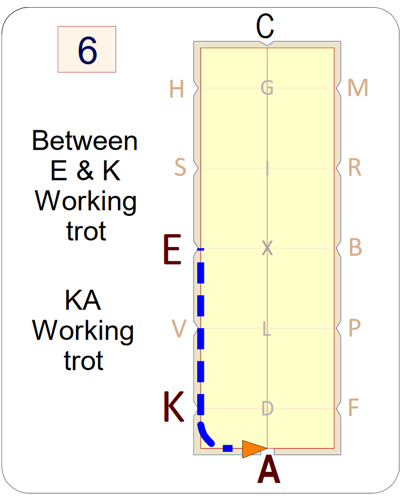 6
C
H G M
Between
E & K
Working
trot
S I R
E X B
KA
Working
trot
V L P
K D F
A